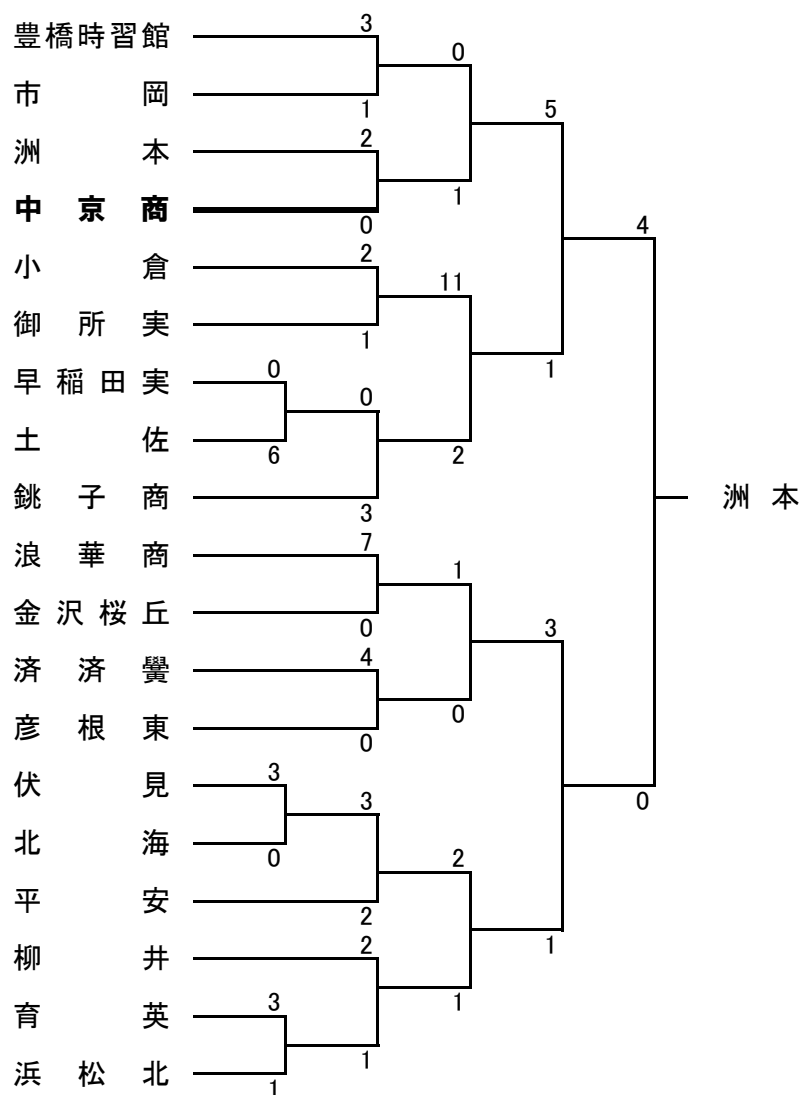 豊橋時習館 3 0
市岡 1 5
洲本 2
中京商 0 1 4
小倉 2 11
御所実 1 1
早稲田実 0 0
土佐 6 2
銚子商 3 洲本
浪華商 7 1
金沢桜丘 0 3
済済黌 4 0
彦根東 0
伏見 3 3 0
北海 0 2
平安 2
柳井 2 1 1
育英 3 1
浜松北 1